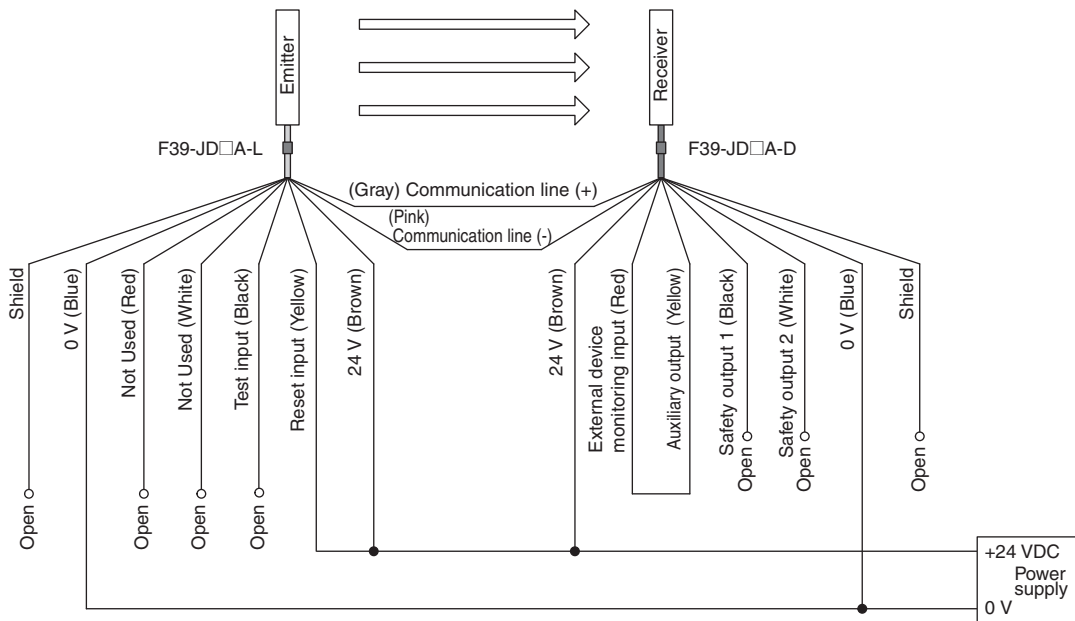 Emitter
Receiver
F39-JD□A-L
F39-JD□A-D
(Gray) Communication line (+)
(Pink)
Communication line (-)
Shield
0 V (Blue)
Not Used (Red)
Not Used (White)
Test input (Black)
Reset input (Yellow)
24 V (Brown)
24 V (Brown)
External device
monitoring input (Red)
Auxiliary output (Yellow)
Safety output 1 (Black)
Safety output 2 (White)
0 V (Blue)
Shield
Open
Open
Open
Open
Open
Open
Open
+24 VDC
Power
supply
0 V